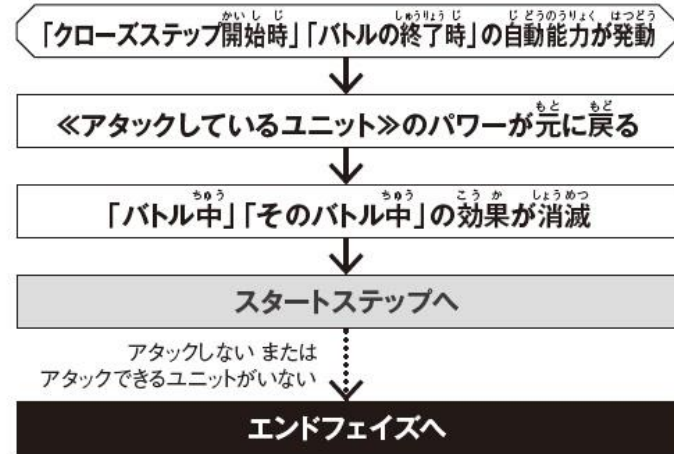 「クローズステップ開始時」「バトルの終了時」の自動能力が発動
≪アタックしているユニット≫のパワーが元に戻る
「バトル中」「そのバトル中」の効果が消滅
スタートステップへ
アタックしない または
アタックできるユニットがいない
エンドフェイズへ